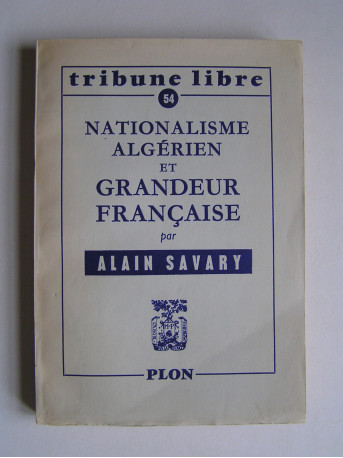 tribune libre
54
NATIONALISME
ALGÉRIEN
ET
GRANDEUR
FRANÇAISE
par
ALAIN SAVARY
PLON